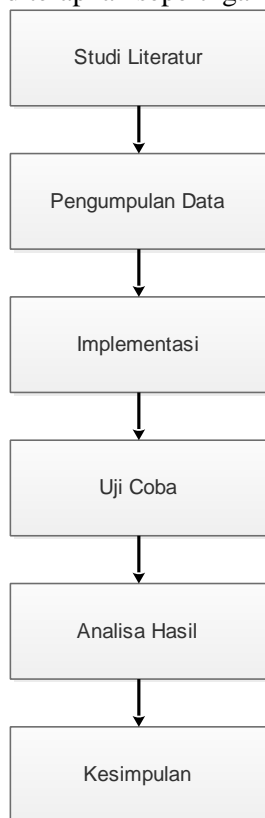 Studi Literatur
Pengumpulan Data
Implementasi
Uji Coba
Analisa Hasil
Kesimpulan